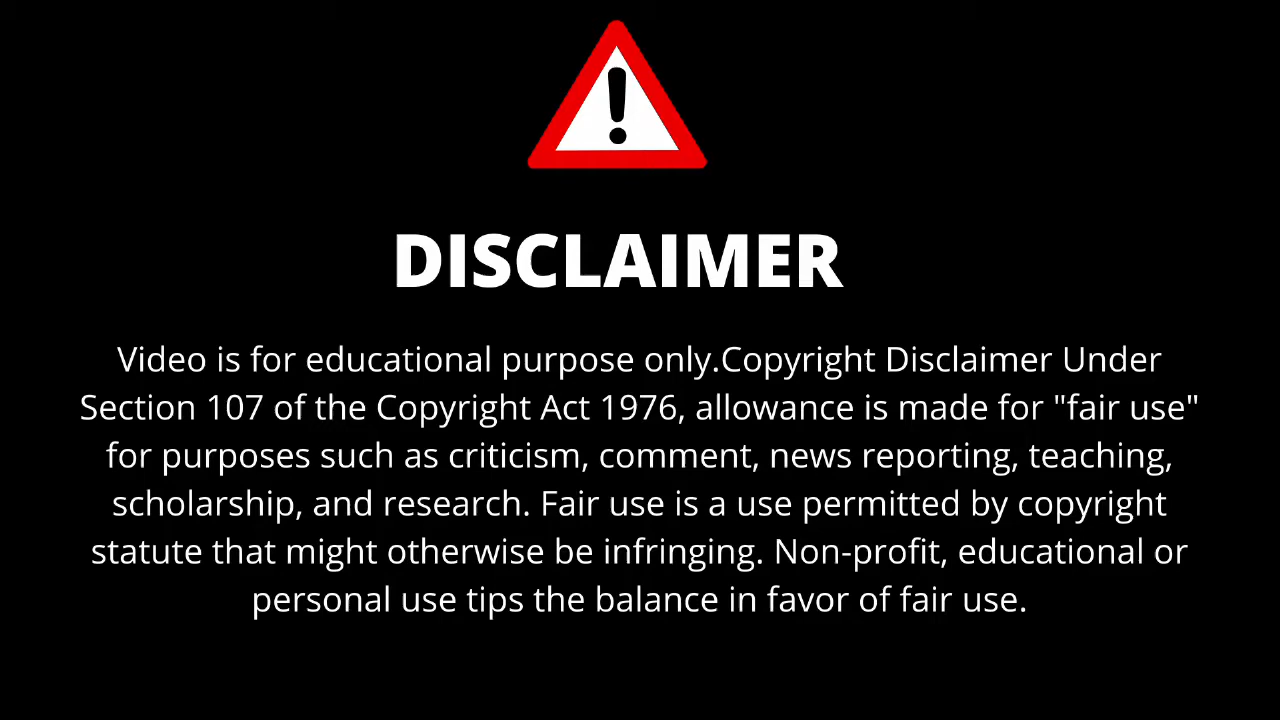 DISCLAIMER
Video is for educational purpose only.Copyright Disclaimer Under
Section 107 of the Copyright Act 1976, allowance is made for "fair use"
for purposes such as criticism, comment, news reporting, teaching,
scholarship, and research. Fair use is a use permitted by copyright
statute that might otherwise be infringing. Non-profit, educational or
personal use tips the balance in favor of fair use.